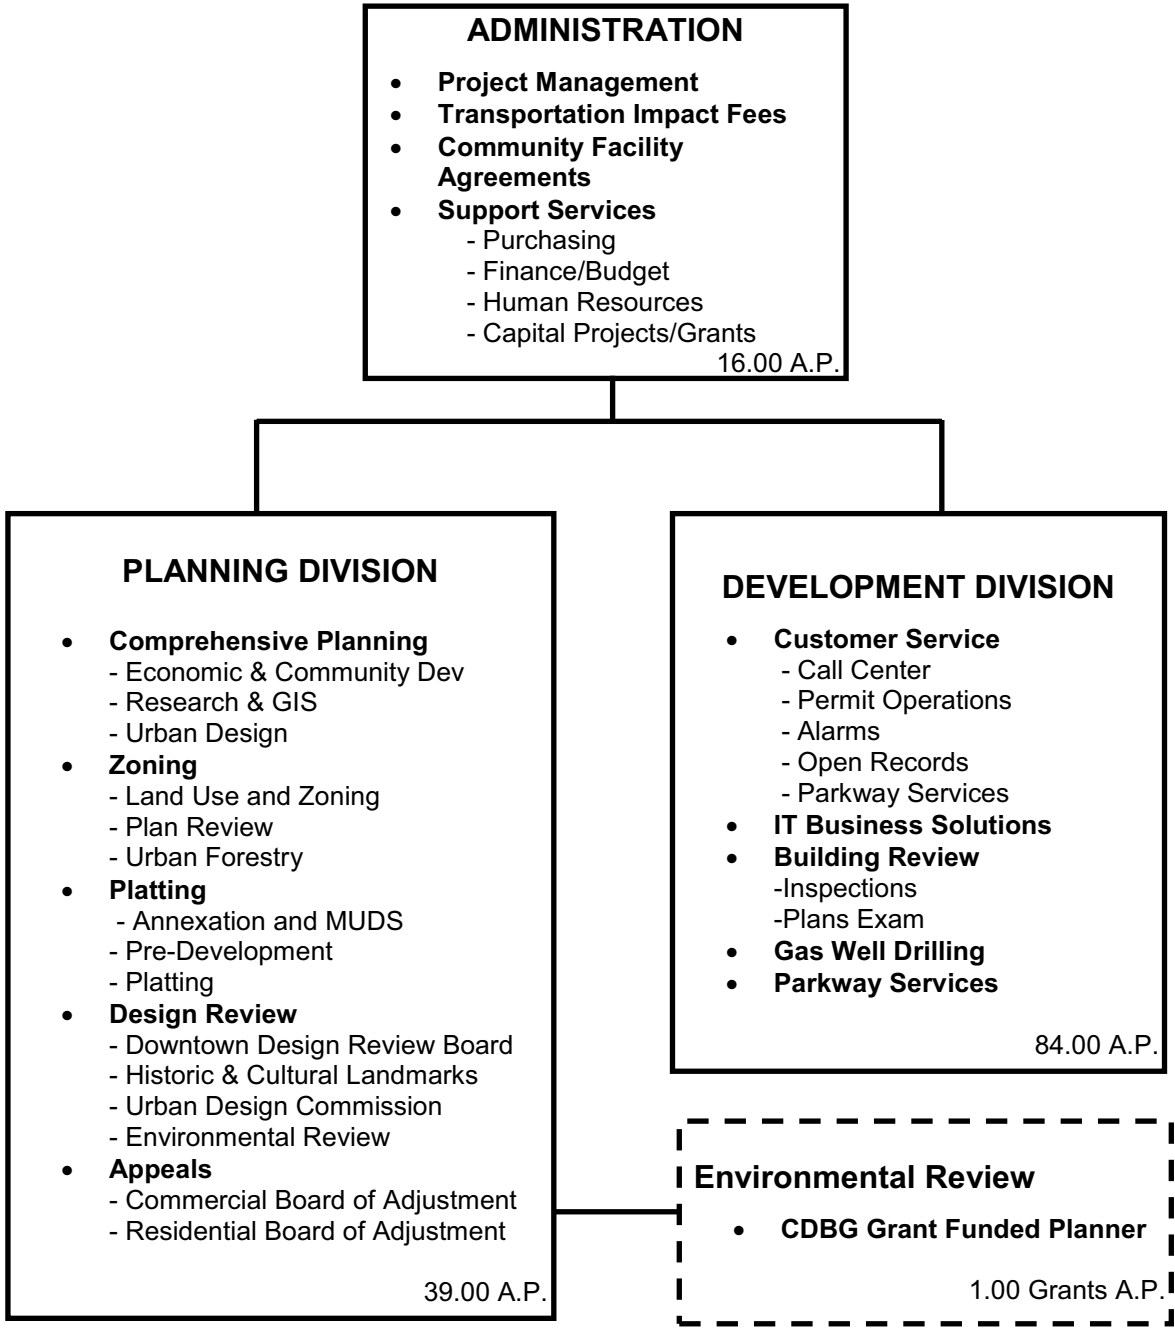 ADMINISTRATION
• Project Management
• Transportation Impact Fees
• Community Facility
Agreements
• Support Services
- Purchasing
- Finance/Budget
- Human Resources
- Capital Projects/Grants
16.00 A.P.
PLANNING DIVISION
• Comprehensive Planning
- Economic & Community Dev
- Research & GIS
- Urban Design
• Zoning
- Land Use and Zoning
- Plan Review
- Urban Forestry
• Platting
- Annexation and MUDS
- Pre-Development
- Platting
• Design Review
- Downtown Design Review Board
- Historic & Cultural Landmarks
- Urban Design Commission
- Environmental Review
• Appeals
- Commercial Board of Adjustment
- Residential Board of Adjustment
39.00 A.P.
DEVELOPMENT DIVISION
• Customer Service
- Call Center
- Permit Operations
- Alarms
- Open Records
- Parkway Services
• IT Business Solutions
• Building Review
-Inspections
-Plans Exam
• Gas Well Drilling
• Parkway Services
84.00 A.P.
Environmental Review
• CDBG Grant Funded Planner
1.00 Grants A.P.